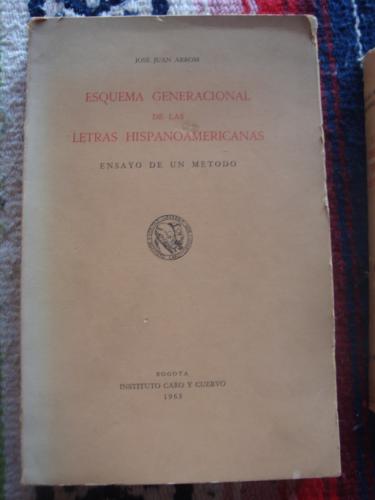 JOSÉ JUAN ARROM
ESQUEMA GENERACIONAL
DE LAS
LETRAS HISPANOAMERICANAS
ENSAYO DE UN METODO
BOGOTA
INSTITUTO CARO Y CUERVO
1963